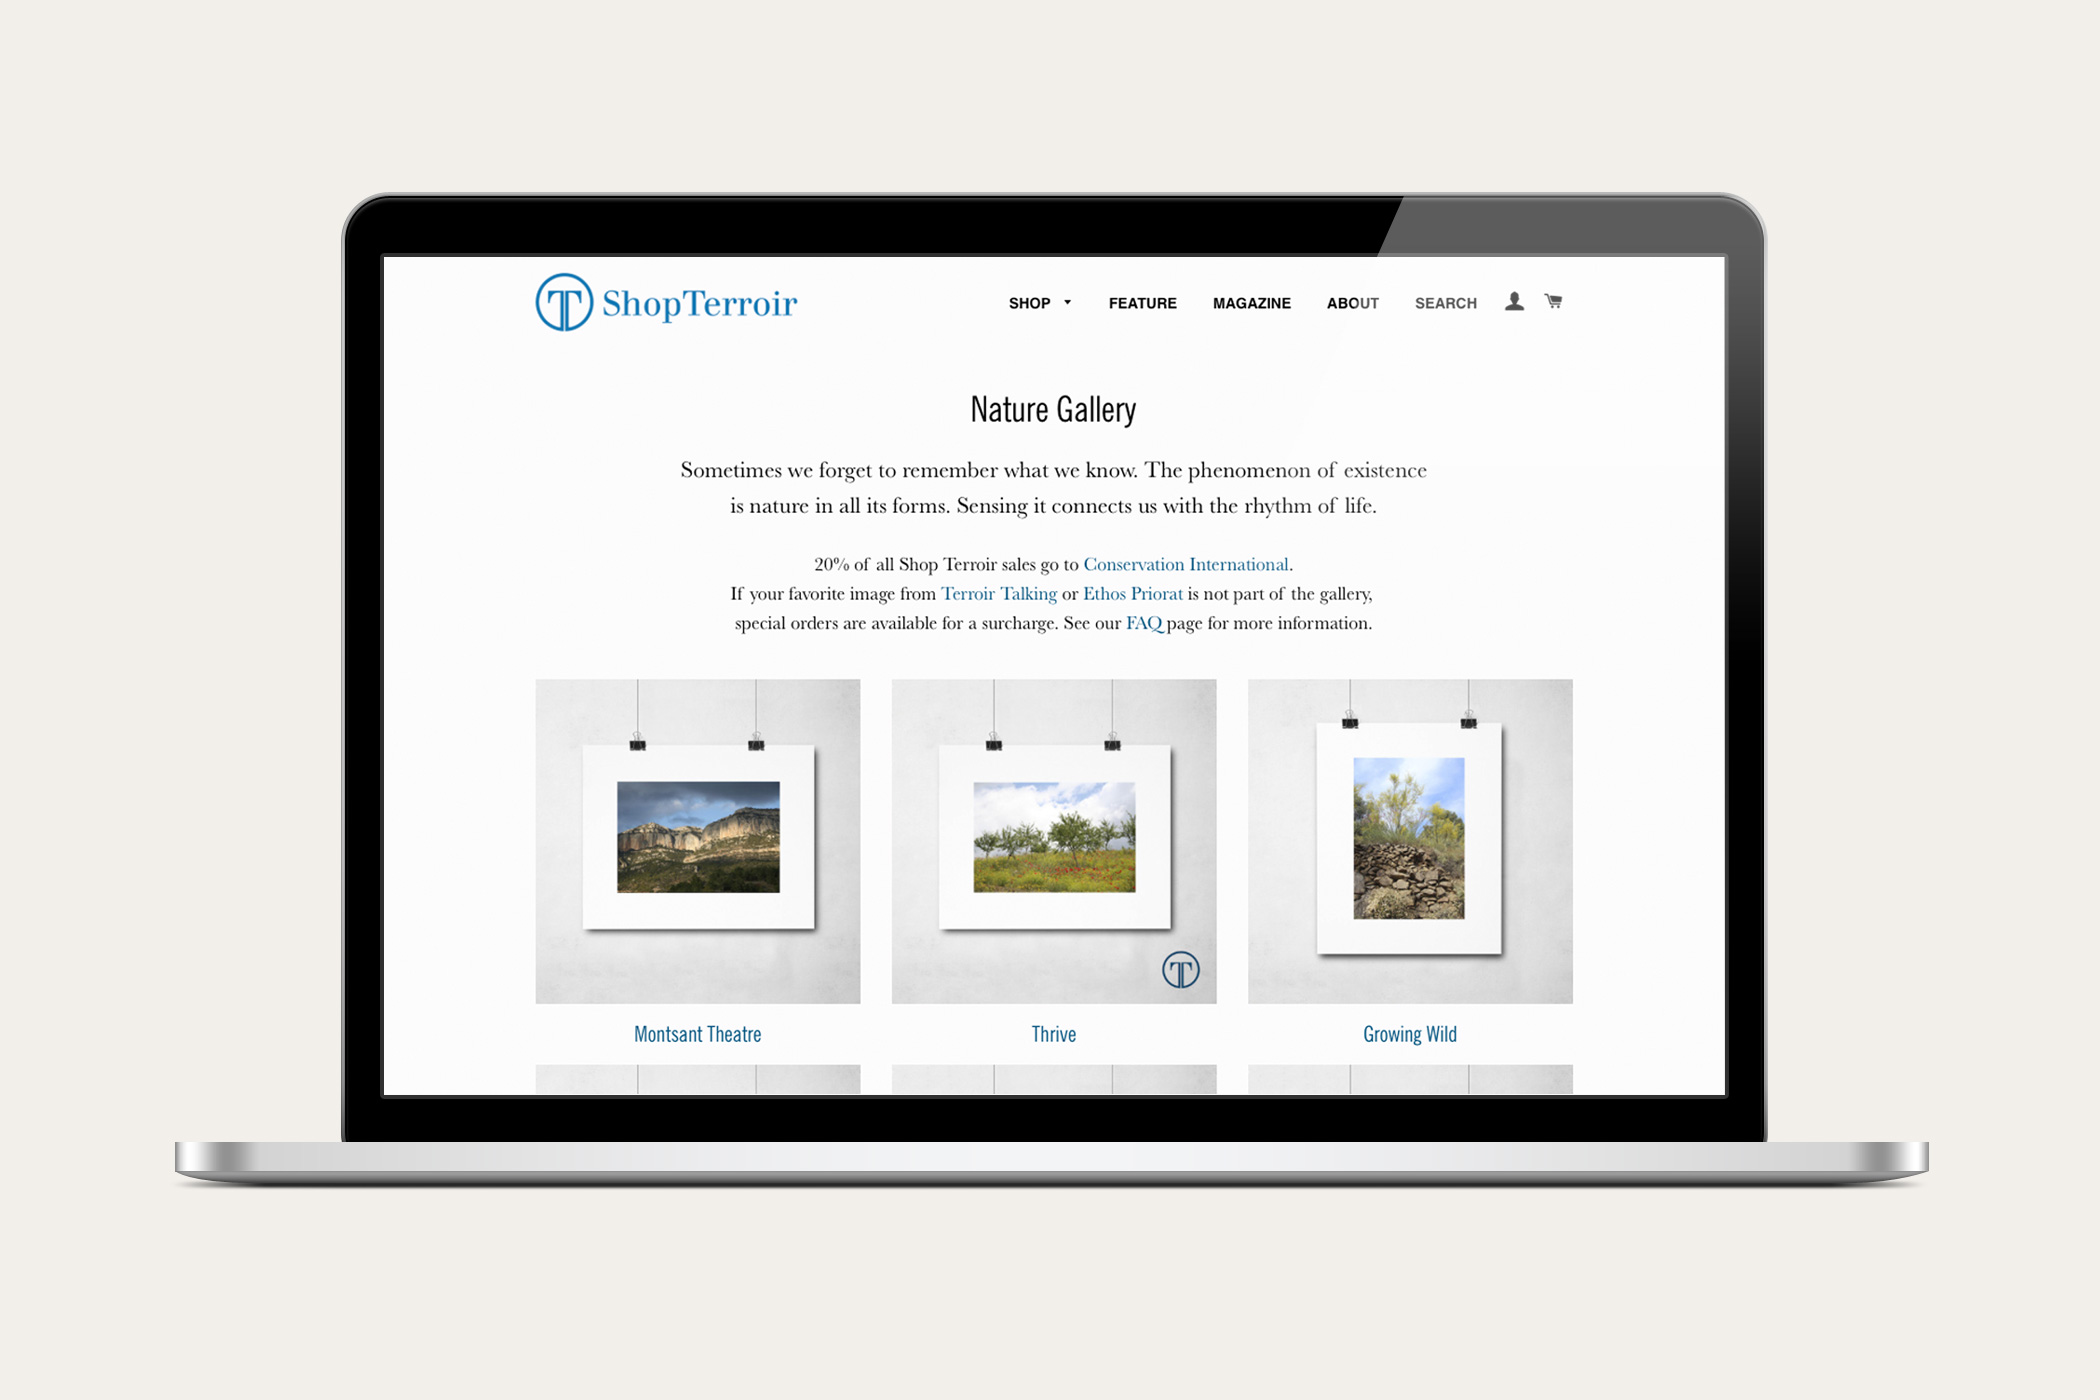 T ShopTerroir
SHOP FEATURE MAGAZINE ABOUT SEARCH
Nature Gallery
Sometimes we forget to remember what we know. The phenomenon of existence
is nature in all its forms. Sensing it connects us with the rhythm of life.
20% of all Shop Terroir sales go to Conservation International.
If your favorite image from Terroir Talking or Ethos Priorat is not part of the gallery,
special orders are available for a surcharge. See our FAQ page for more information.
T
Montsant Theatre Thrive Growing Wild